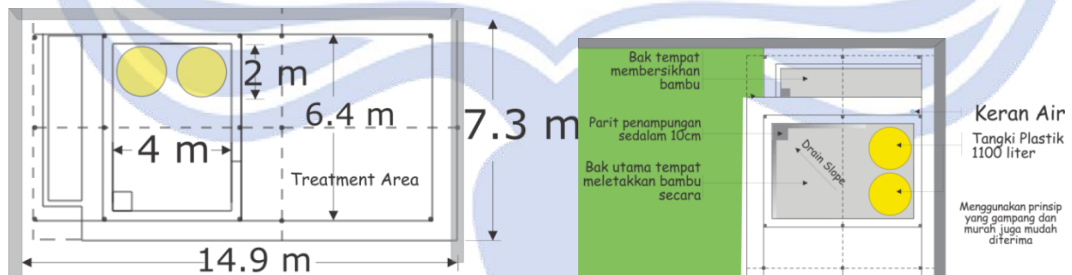 2 m
6.4 m
7.3 m
4 m
Treatment Area
14.9 m
Bak tempat
membersikhan
bambu
Keran Air
Parit penampungan
sedalam 10cm
Tangki Plastik
1100 liter
Drain Slope
Bak utama tempat
meletakkan bambu
secara
Menggunakan prinsip
yang gampang dan
murah juga mudah
diterima